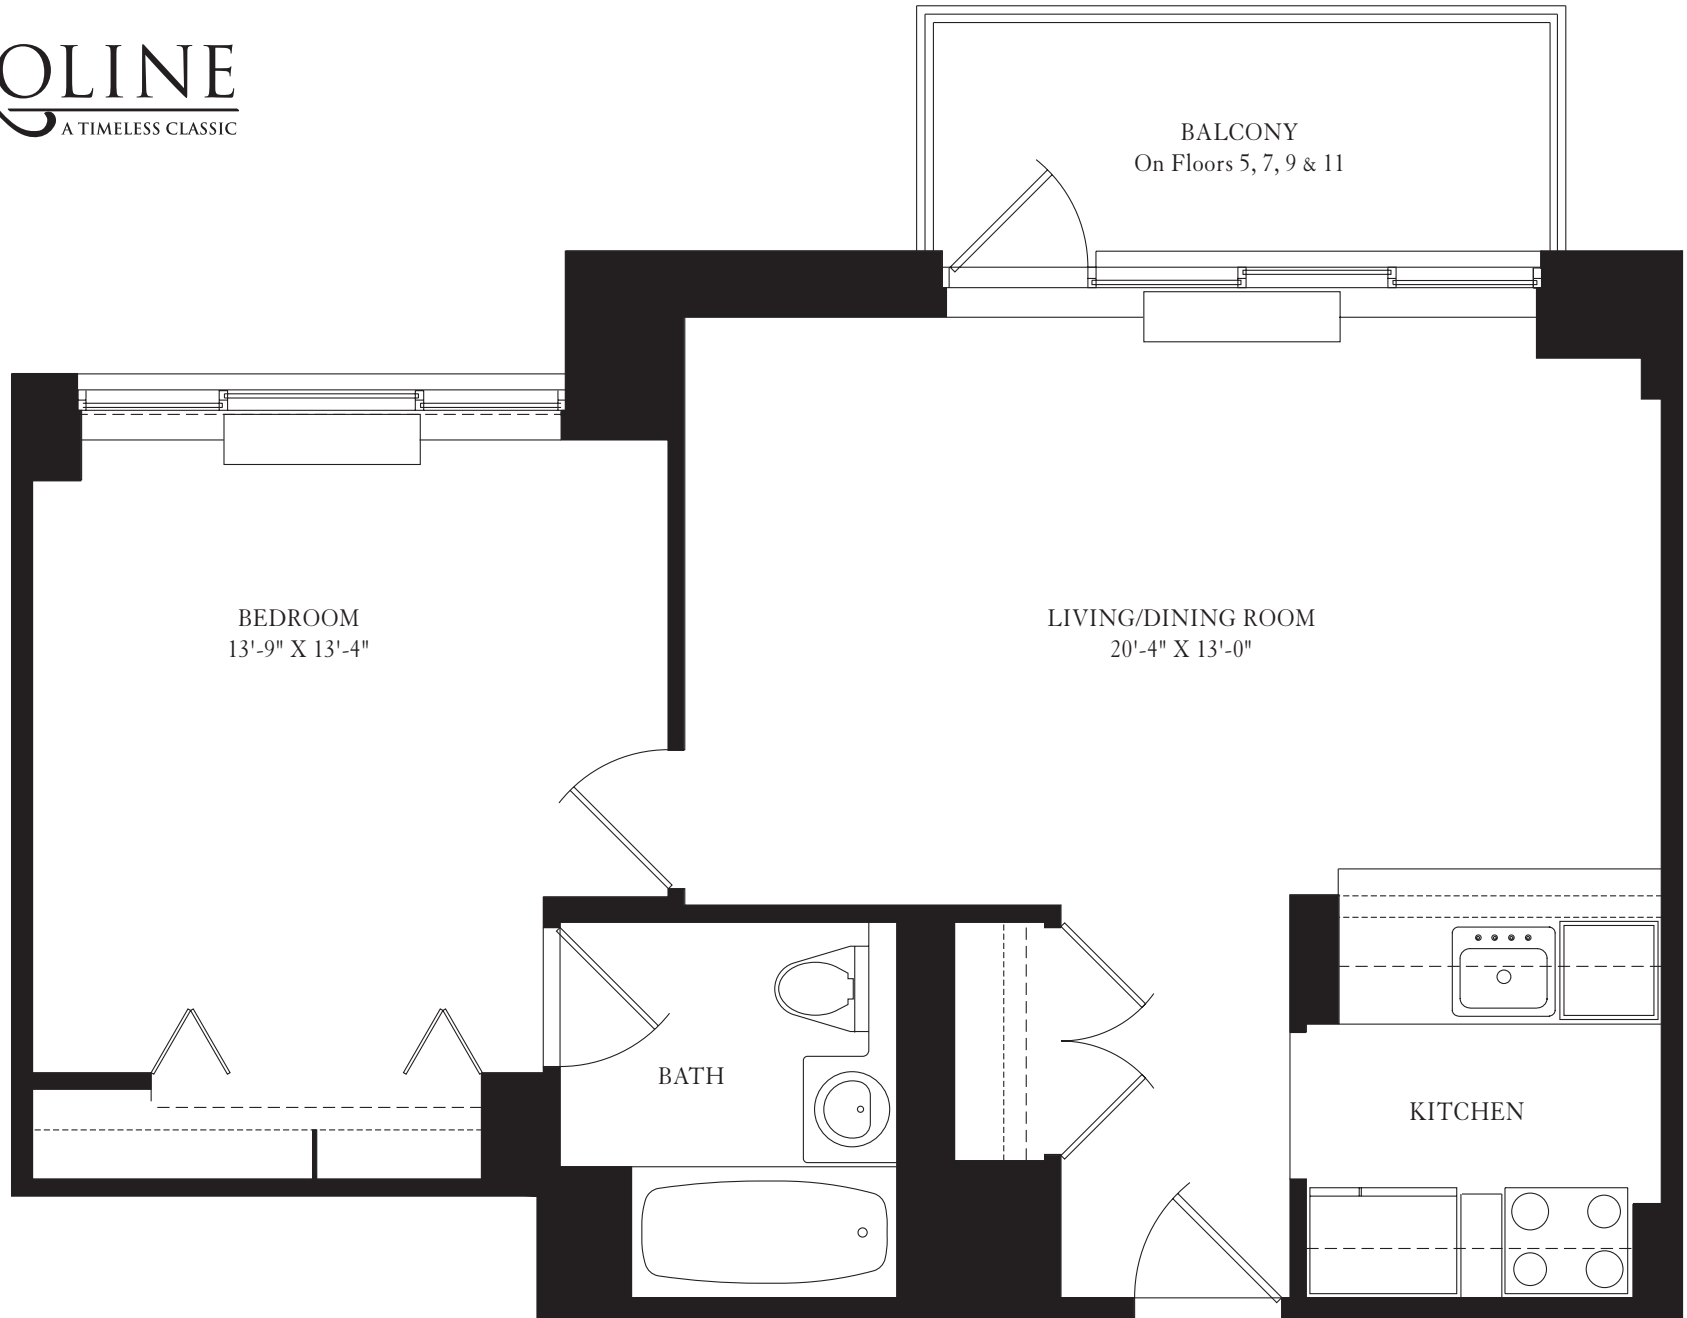 OLINE
A TIMELESS CLASSIC
BALCONY
On Floors 5, 7, 9 & 11
BEDROOM
13'-9" X 13'-4"
LIVING/DINING ROOM
20'-4" X 13'-0"
BATH
KITCHEN